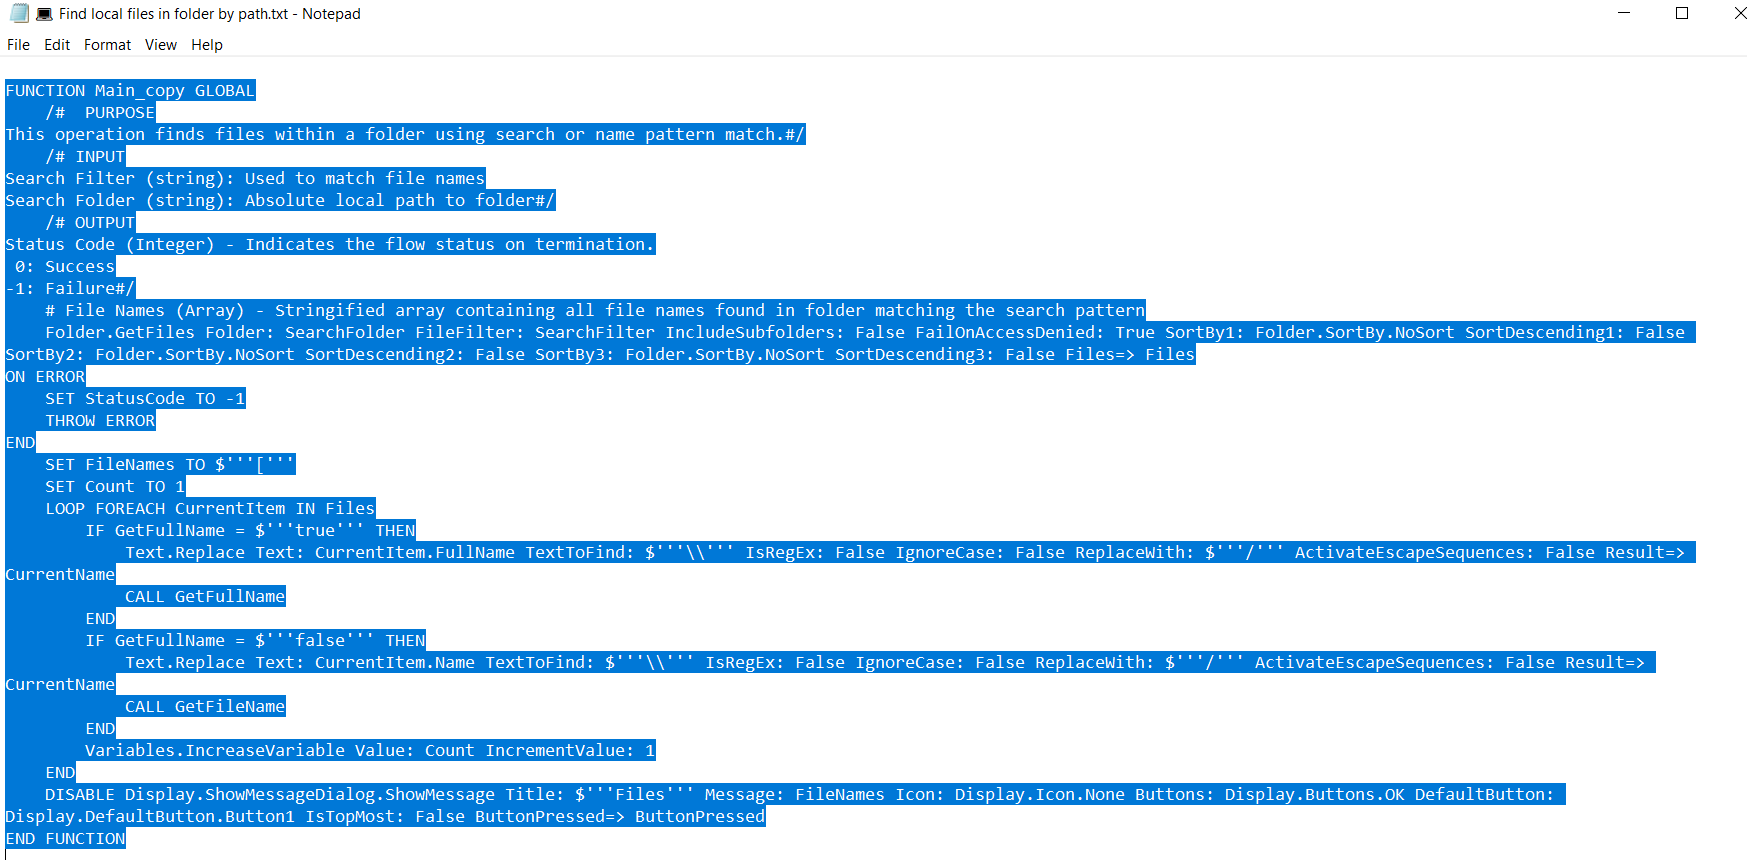 Find local files in folder by path.txt - Notepad
File Edit Format View Help
FUNCTION Main_copy GLOBAL
    /#  PURPOSE
This operation finds files within a folder using search or name pattern match.#/
    /# INPUT
Search Filter (string): Used to match file names
Search Folder (string): Absolute local path to folder#/
    /# OUTPUT
Status Code (Integer) - Indicates the flow status on termination.
 0: Success
-1: Failure#/
    # File Names (Array) - Stringified array containing all file names found in folder matching the search pattern
    Folder.GetFiles Folder: SearchFolder FileFilter: SearchFilter IncludeSubfolders: False FailOnAccessDenied: True SortBy1: Folder.SortBy.NoSort SortDescending1: False
SortBy2: Folder.SortBy.NoSort SortDescending2: False SortBy3: Folder.SortBy.NoSort SortDescending3: False Files=> Files
ON ERROR
    SET StatusCode TO -1
    THROW ERROR
END
    SET FileNames TO $'''['''
    SET Count TO 1
    LOOP FOREACH CurrentItem IN Files
        IF GetFullName = $'''true''' THEN
            Text.Replace Text: CurrentItem.FullName TextToFind: $'''\\''' IsRegEx: False IgnoreCase: False ReplaceWith: $'''/''' ActivateEscapeSequences: False Result=>
CurrentName
            CALL GetFullName
        END
        IF GetFullName = $'''false''' THEN
            Text.Replace Text: CurrentItem.Name TextToFind: $'''\\''' IsRegEx: False IgnoreCase: False ReplaceWith: $'''/''' ActivateEscapeSequences: False Result=>
CurrentName
            CALL GetFileName
        END
        Variables.IncreaseVariable Value: Count IncrementValue: 1
    END
    DISABLE Display.ShowMessageDialog.ShowMessage Title: $'''Files''' Message: FileNames Icon: Display.Icon.None Buttons: Display.Buttons.OK DefaultButton:
Display.DefaultButton.Button1 IsTopMost: False ButtonPressed=> ButtonPressed
END FUNCTION